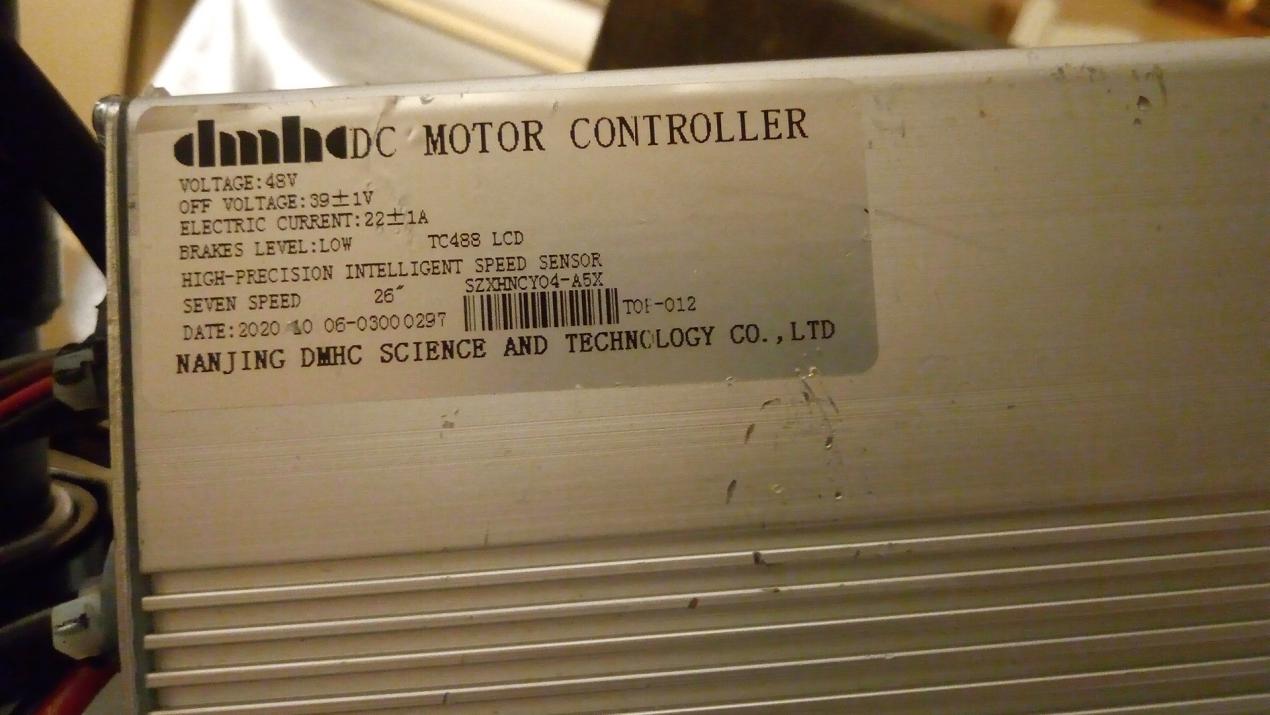 dmhc DC MOTOR CONTROLLER
VOLTAGE:48V
OFF VOLTAGE:39±1V
ELECTRIC CURRENT:22±1A
BRAKES LEVEL:LOW TC488 LCD
HIGH-PRECISION INTELLIGENT SPEED SENSOR
SEVEN SPEED 26″ SZXHNCY04-A5X
DATE:2020 10 06-03000297
NANJING DMHC SCIENCE AND TECHNOLOGY CO.,LTD